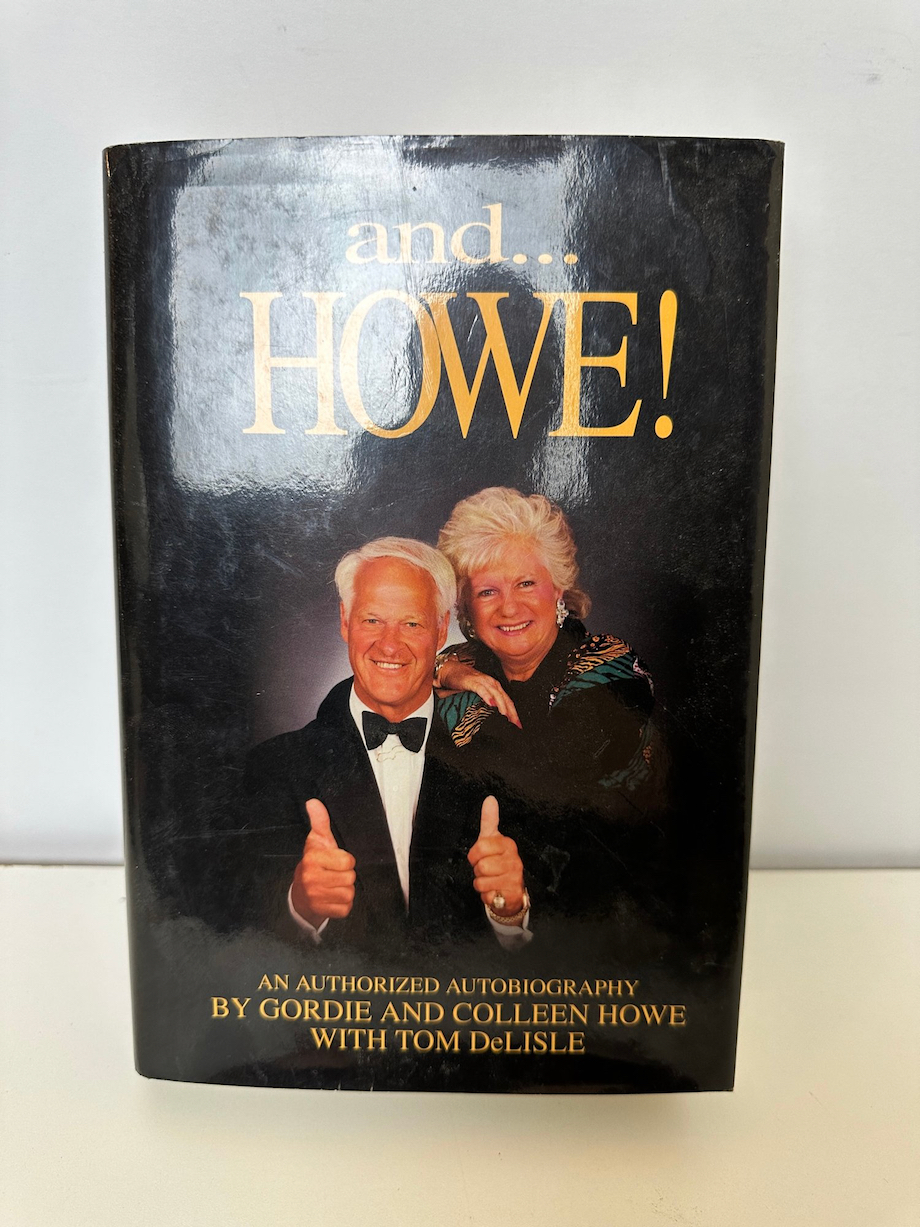 and...
HOWE!
AN AUTHORIZED AUTOBIOGRAPHY
BY GORDIE AND COLLEEN HOWE
WITH TOM DeLISLE